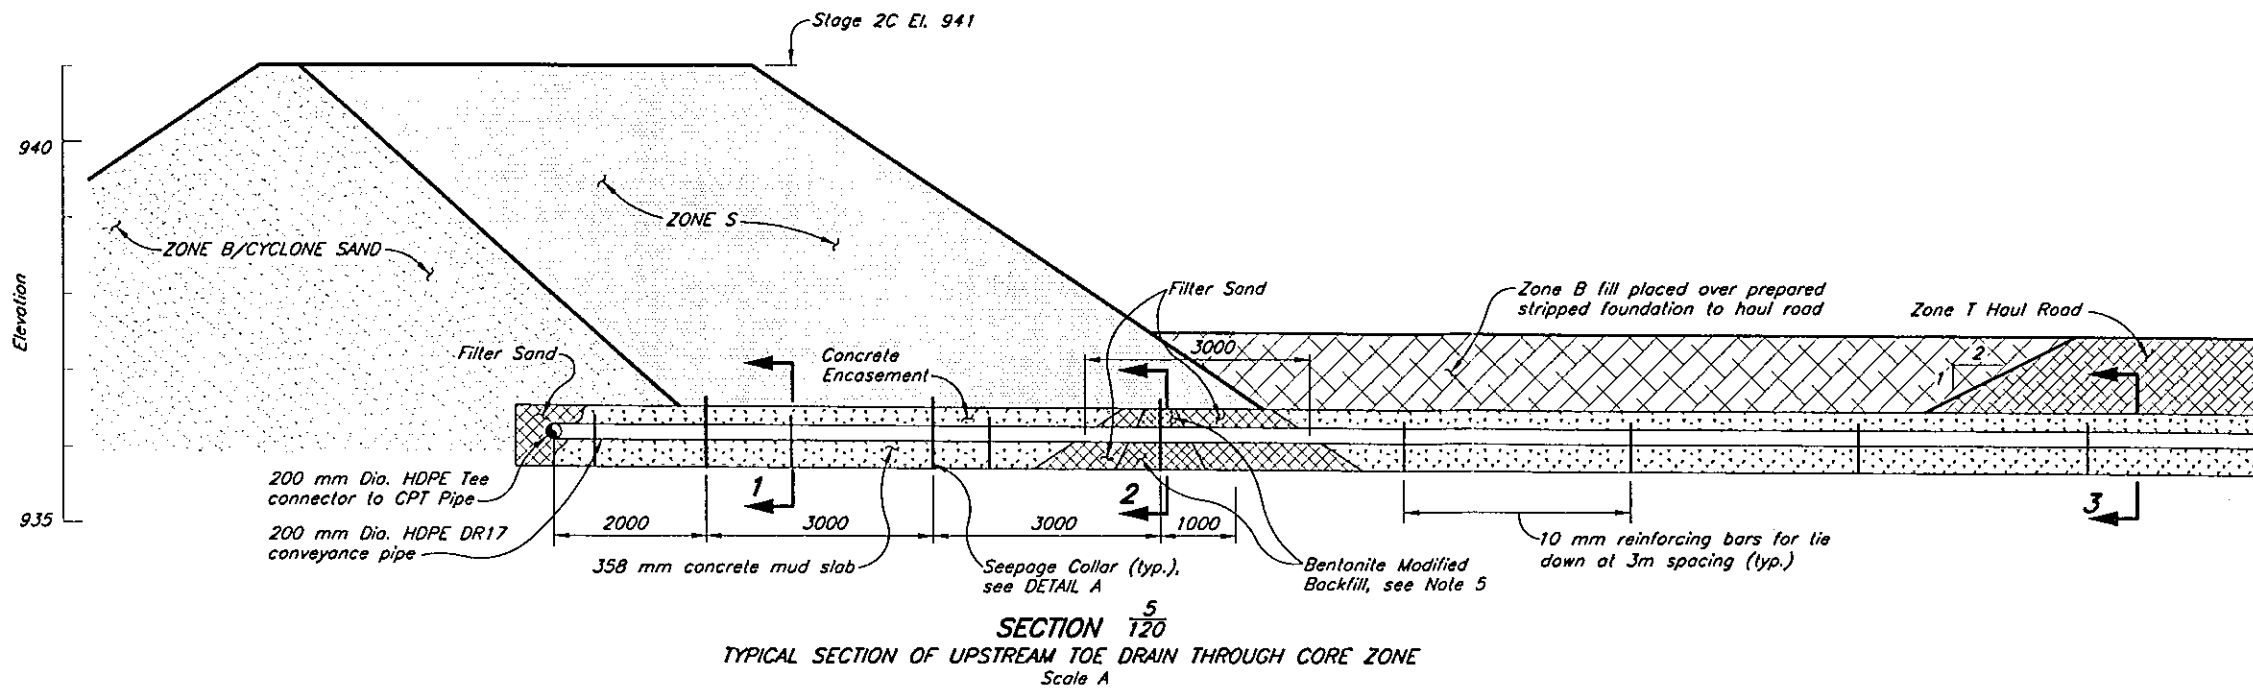 Stage 2C El. 941
940
ZONE S
ZONE B/CYCLONE SAND
Elevation
Filter Sand
Zone B fill placed over prepared
stripped foundation to haul road
Zone T Haul Road
3000
2
1
Filter Sand
Concrete
Encasement
200 mm Dia. HDPE Tee
connector to CPT Pipe
1
2
3
935
200 mm Dia. HDPE DR17
conveyance pipe
2000
3000
3000
1000
10 mm reinforcing bars for tie
down at 3m spacing (typ.)
358 mm concrete mud slab
Seepage Collar (typ.),
see DETAIL A
Bentonite Modified
Backfill, see Note 5
SECTION 5/120
TYPICAL SECTION OF UPSTREAM TOE DRAIN THROUGH CORE ZONE
Scale A